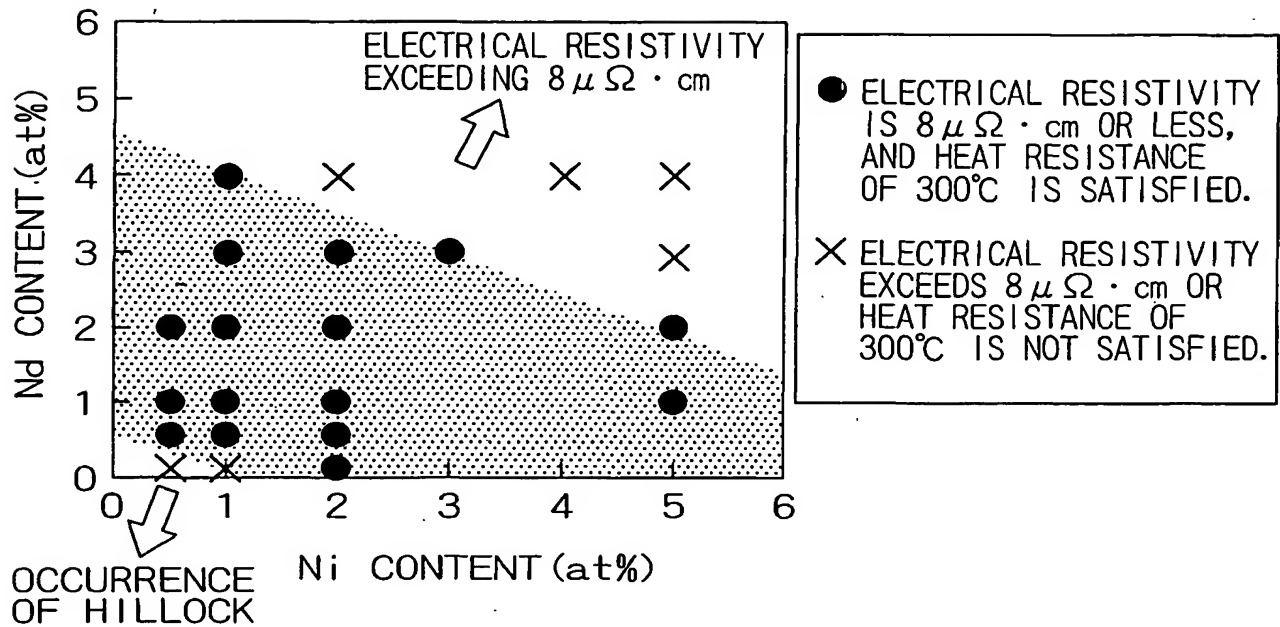 6
5
4
3
2
1
0
Nd CONTENT.(at%)
ELECTRICAL RESISTIVITY
EXCEEDING 8μΩ・cm
0 1 2 3 4 5 6
Ni CONTENT (at%)
OCCURRENCE
OF HILLOCK
● ELECTRICAL RESISTIVITY
IS 8μΩ・cm OR LESS,
AND HEAT RESISTANCE
OF 300℃ IS SATISFIED.
× ELECTRICAL RESISTIVITY
EXCEEDS 8μΩ・cm OR
HEAT RESISTANCE OF
300℃ IS NOT SATISFIED.